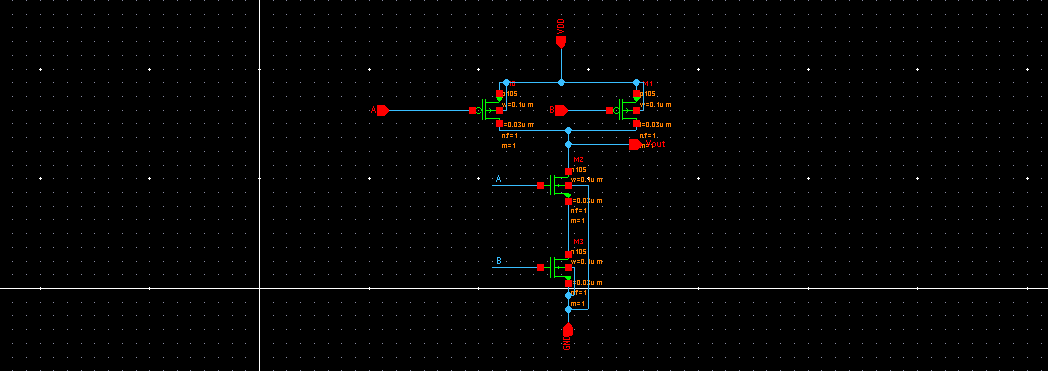 VDD
M1
p105
p105
w=0.1u m
w=0.1u m
A
B
l=0.03u m
l=0.03u m
nf=1
nf=1
m=1
m=1
Vout
M2
n105
w=0.1u m
A
l=0.03u m
nf=1
m=1
M3
n105
w=0.1u m
B
l=0.03u m
nf=1
m=1
GND